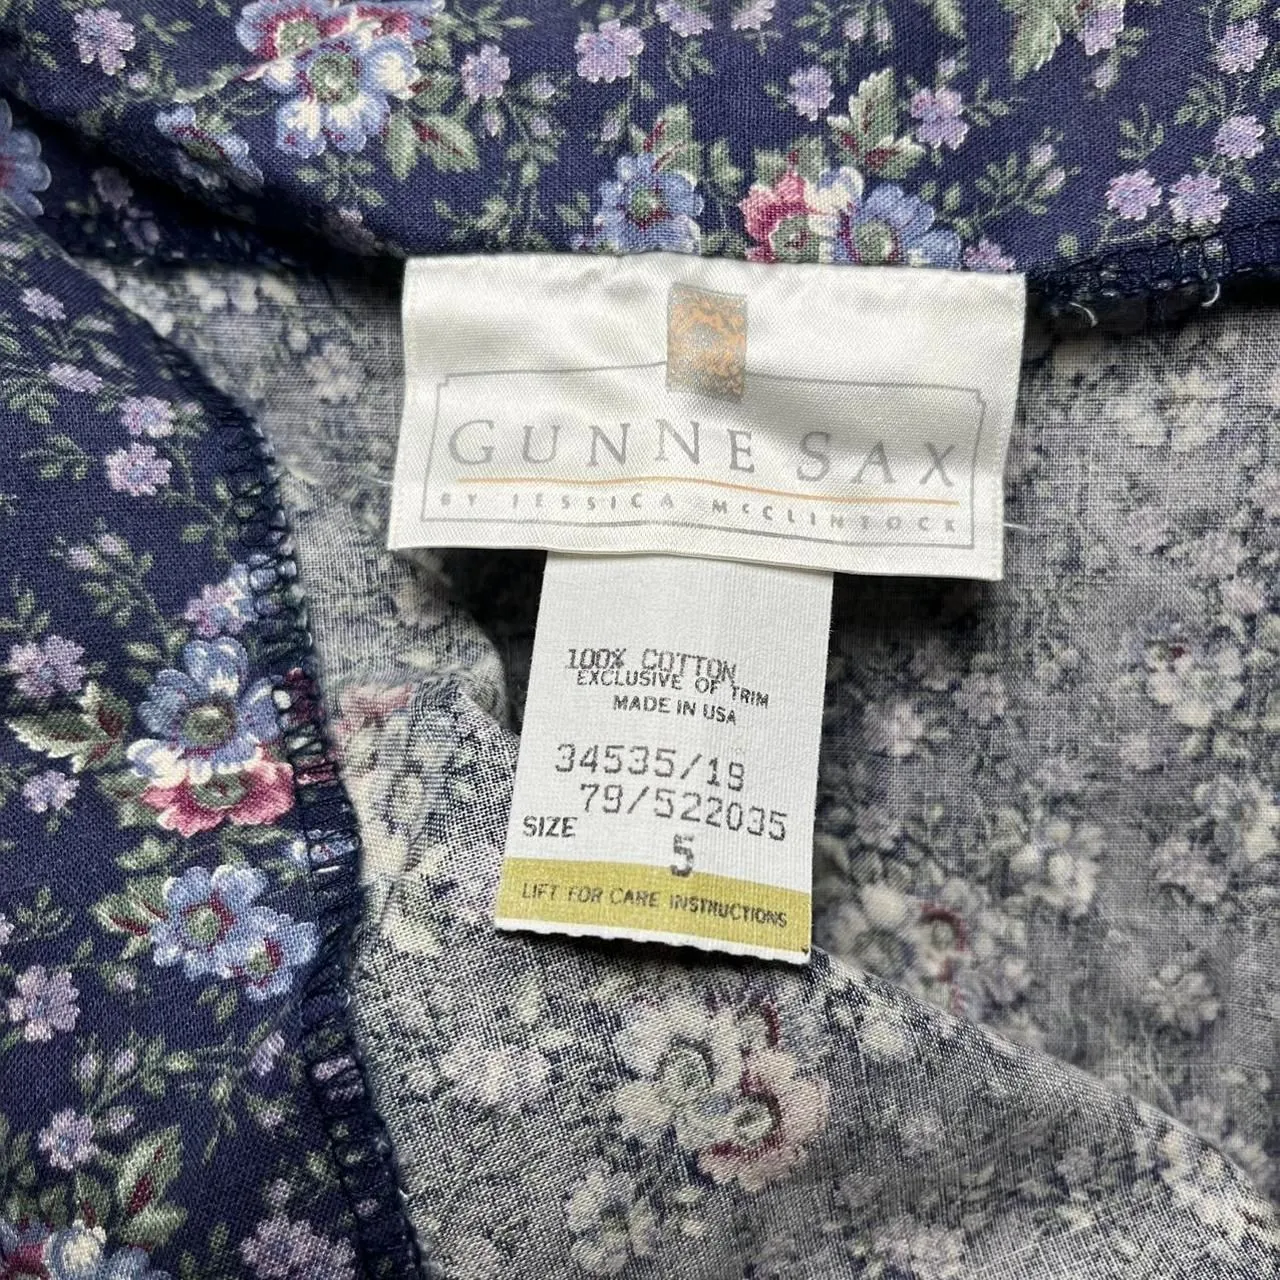 GUNNE SAX
BY JESSICA McCLINTOCK
100% COTTON
EXCLUSIVE OF TRIM
MADE IN USA
34535/19
79/522035
SIZE 5
LIFT FOR CARE INSTRUCTIONS